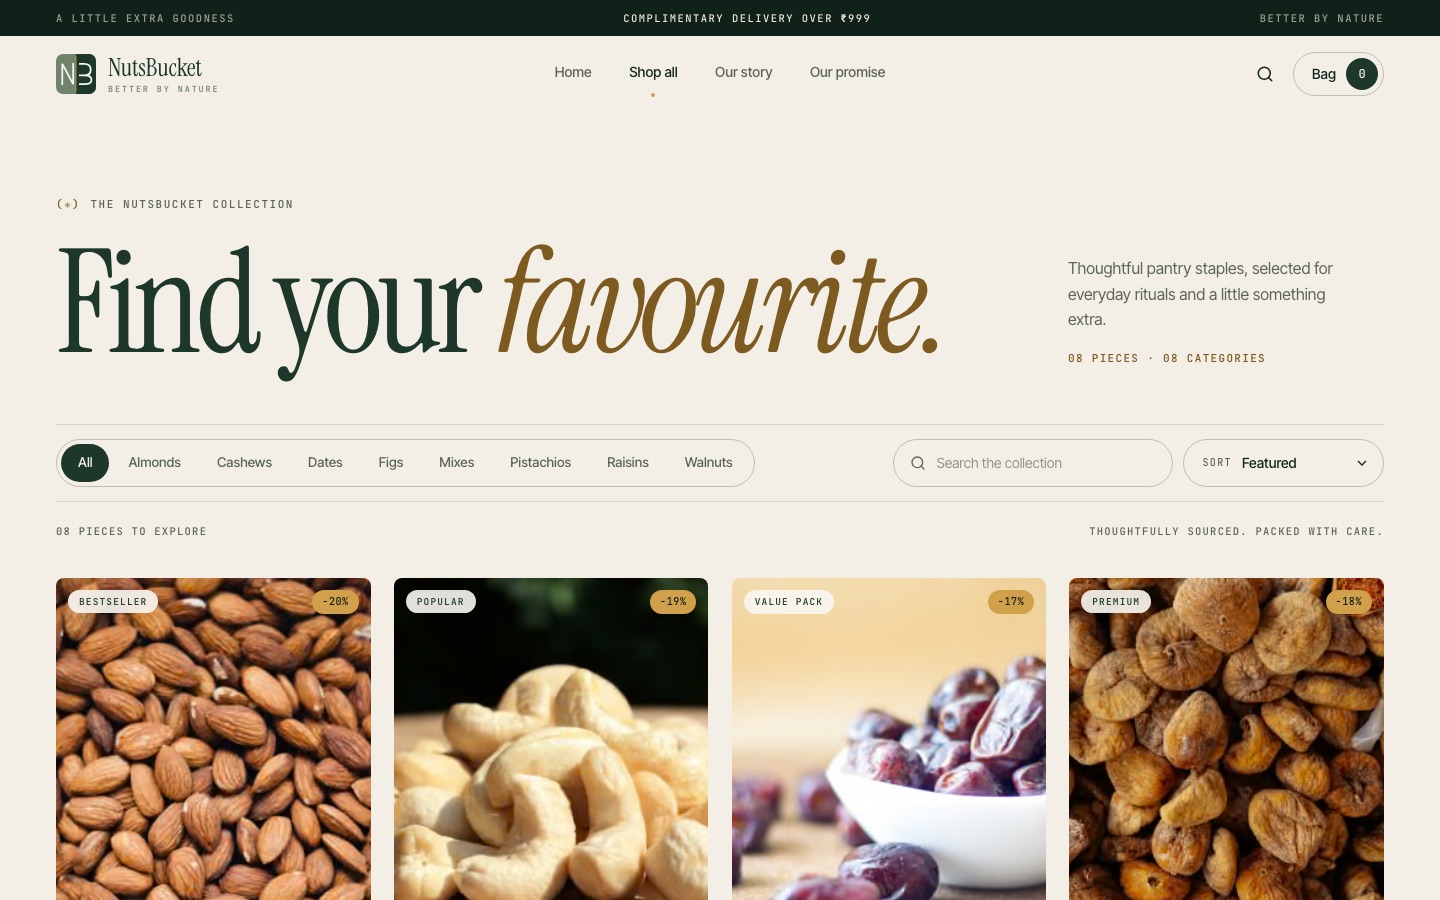 A LITTLE EXTRA GOODNESS
COMPLIMENTARY DELIVERY OVER ₹999
BETTER BY NATURE
NB
NutsBucket
BETTER BY NATURE
Home
Shop all
Our story
Our promise
Bag 0
(✳) THE NUTSBUCKET COLLECTION
Find your favourite.
Thoughtful pantry staples, selected for
everyday rituals and a little something
extra.
08 PIECES · 08 CATEGORIES
All
Almonds
Cashews
Dates
Figs
Mixes
Pistachios
Raisins
Walnuts
Search the collection
SORT Featured
08 PIECES TO EXPLORE
THOUGHTFULLY SOURCED. PACKED WITH CARE.
BESTSELLER
-20%
POPULAR
-19%
VALUE PACK
-17%
PREMIUM
-18%